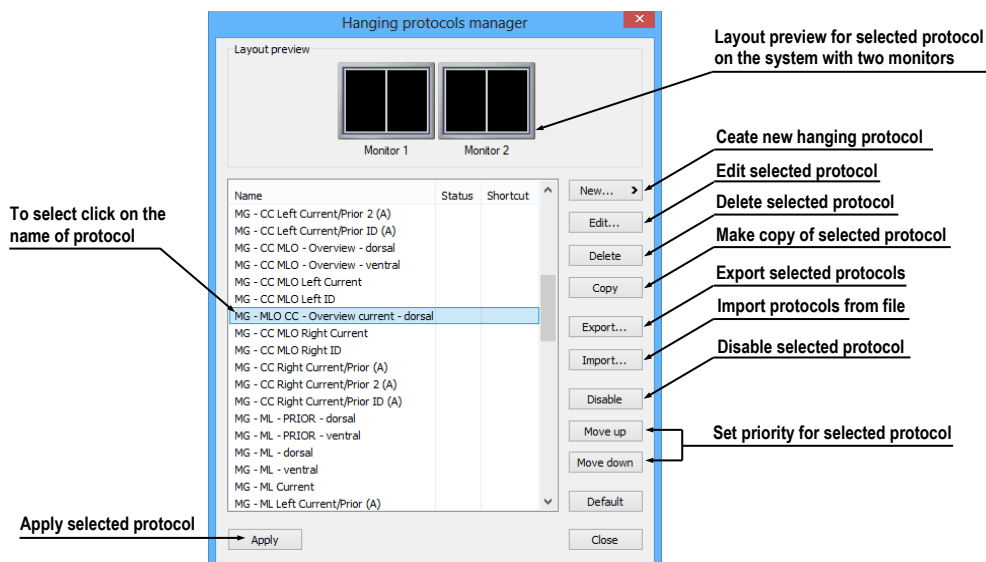 Hanging protocols manager
Layout preview
Monitor 1
Monitor 2
Layout preview for selected protocol
on the system with two monitors
Name Status Shortcut
MG - CC Left Current/Prior 2 (A)
MG - CC Left Current/Prior ID (A)
MG - CC MLO - Overview - dorsal
MG - CC MLO - Overview - ventral
MG - CC MLO Left Current
MG - CC MLO Left ID
MG - MLO CC - Overview current - dorsal
MG - CC MLO Right Current
MG - CC MLO Right ID
MG - CC Right Current/Prior (A)
MG - CC Right Current/Prior 2 (A)
MG - CC Right Current/Prior ID (A)
MG - ML - PRIOR - dorsal
MG - ML - PRIOR - ventral
MG - ML - dorsal
MG - ML - ventral
MG - ML Current
MG - ML Left Current/Prior (A)
To select click on the
name of protocol
New...
Edit...
Delete
Copy
Export...
Import...
Disable
Move up
Move down
Default
Close
Ceate new hanging protocol
Edit selected protocol
Delete selected protocol
Make copy of selected protocol
Export selected protocols
Import protocols from file
Disable selected protocol
Set priority for selected protocol
Apply selected protocol
Apply